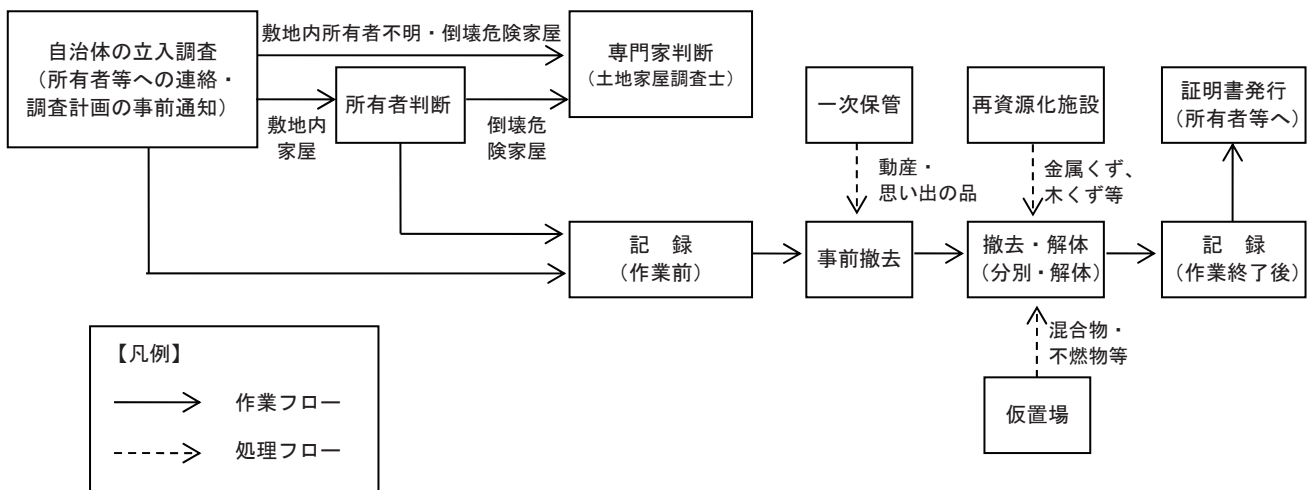 自治体の立入調査
（所有者等への連絡・
調査計画の事前通知）
敷地内所有者不明・倒壊危険家屋
専門家判断
（土地家屋調査士）
敷地内
家屋
所有者判断
倒壊危
険家屋
一次保管
動産・
思い出の品
再資源化施設
金属くず、
木くず等
証明書発行
（所有者等へ）
記　録
（作業前）
事前撤去
撤去・解体
（分別・解体）
記　録
（作業終了後）
混合物・
不燃物等
仮置場
【凡例】
作業フロー
処理フロー